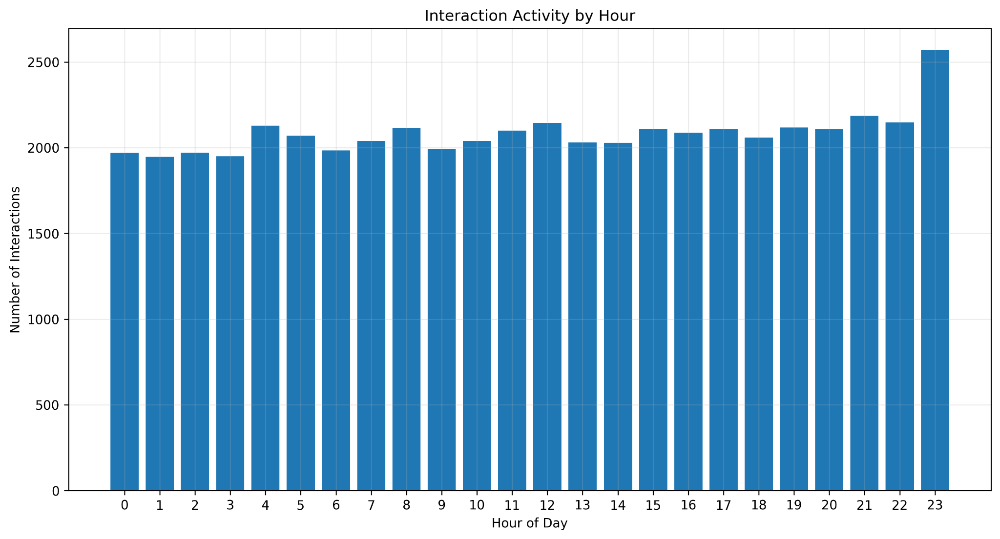 Interaction Activity by Hour
2500
2000
1500
1000
500
0
Number of Interactions
0 1 2 3 4 5 6 7 8 9 10 11 12 13 14 15 16 17 18 19 20 21 22 23
Hour of Day